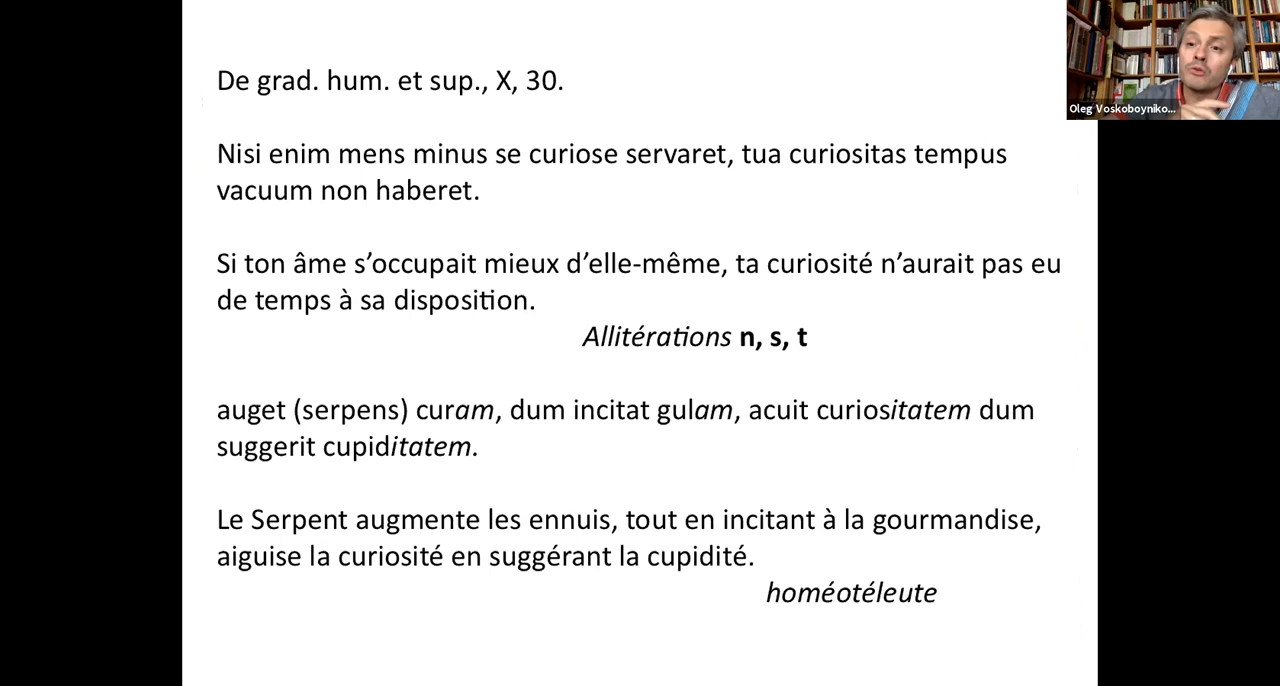 De grad. hum. et sup., X, 30.
Nisi enim mens minus se curiose servaret, tua curiositas tempus
vacuum non haberet.
Si ton âme s’occupait mieux d’elle-même, ta curiosité n’aurait pas eu
de temps à sa disposition.
Allitérations n, s, t
auget (serpens) curam, dum incitat gulam, acuit curiositatem dum
suggerit cupiditatem.
Le Serpent augmente les ennuis, tout en incitant à la gourmandise,
aiguise la curiosité en suggérant la cupidité.
homéotéleute
Oleg Voskoboyniko...